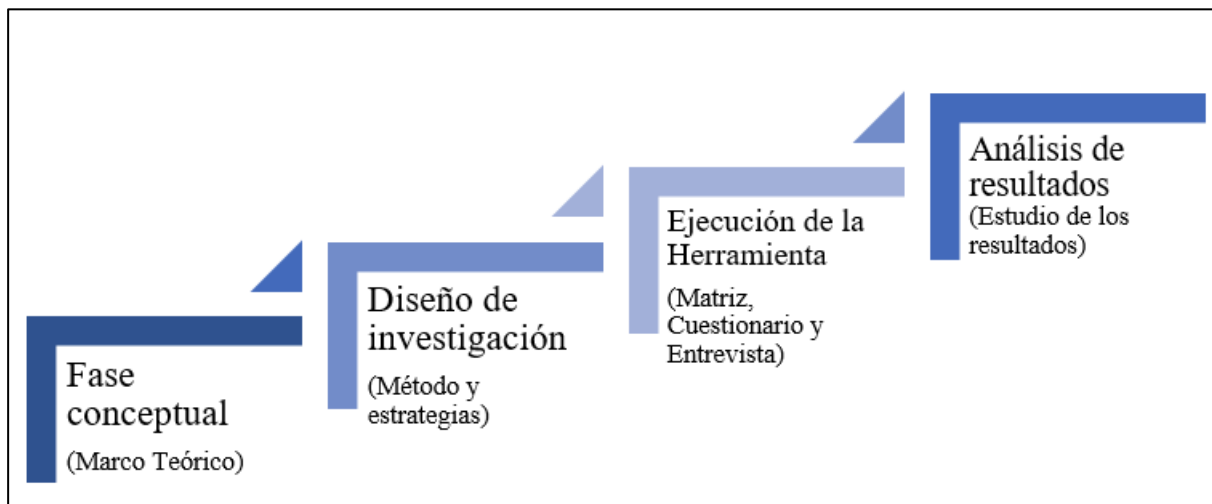 Fase
conceptual
(Marco Teórico)
Diseño de
investigación
(Método y
estrategias)
Ejecución de la
Herramienta
(Matriz,
Cuestionario y
Entrevista)
Análisis de
resultados
(Estudio de los
resultados)